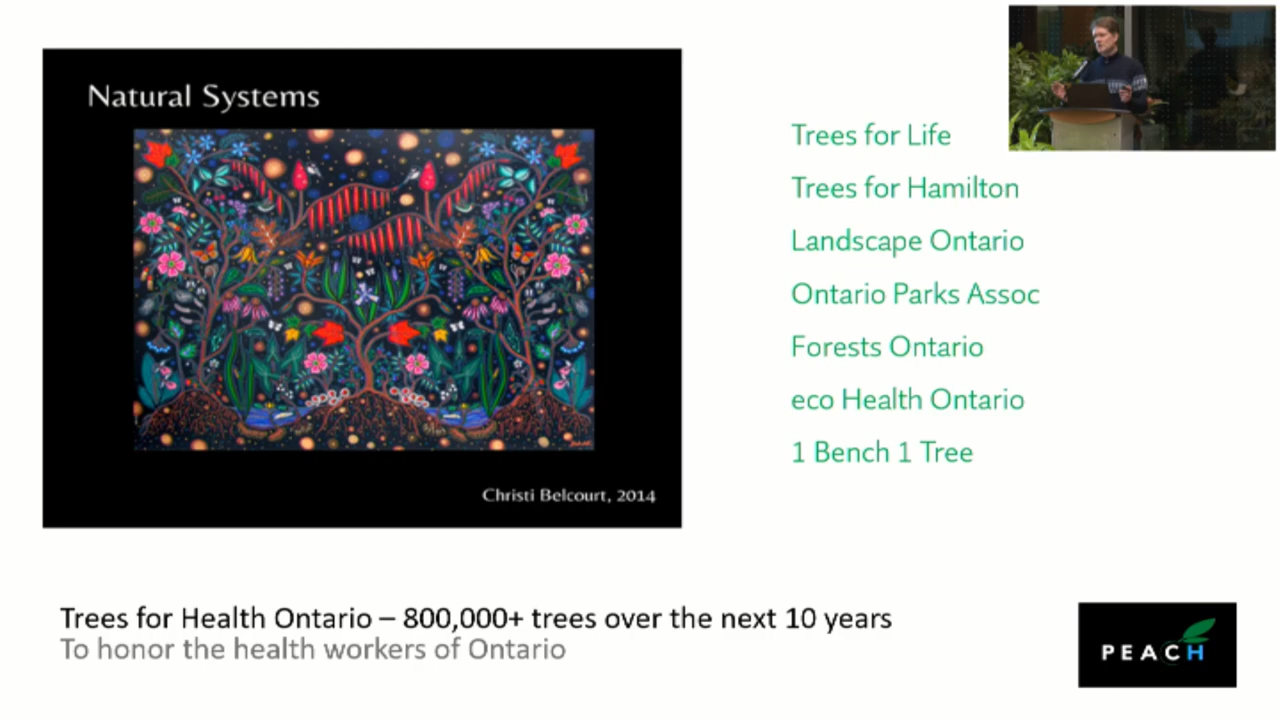 Natural Systems
Christi Belcourt, 2014
Trees for Life
Trees for Hamilton
Landscape Ontario
Ontario Parks Assoc
Forests Ontario
eco Health Ontario
1 Bench 1 Tree
Trees for Health Ontario – 800,000+ trees over the next 10 years
To honor the health workers of Ontario
PEACH